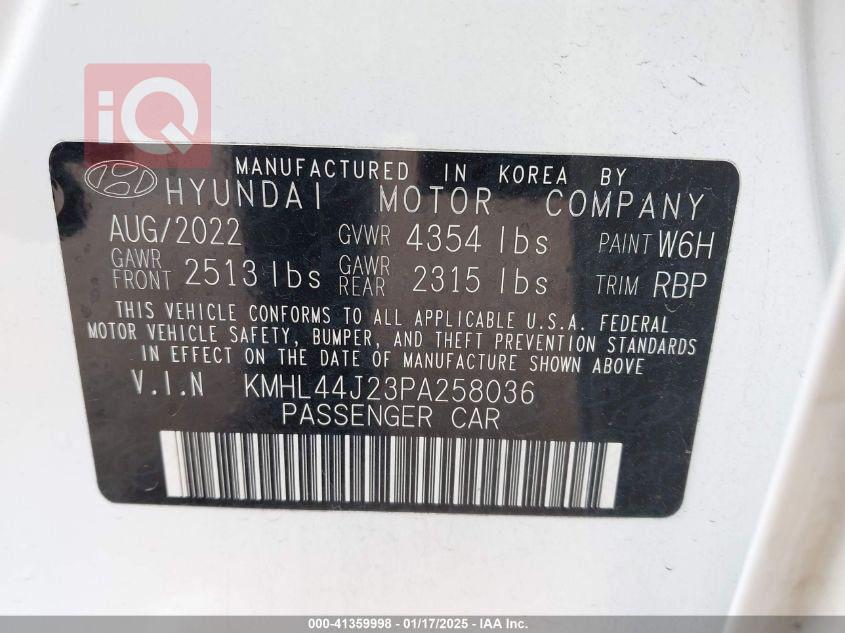 iQ
MANUFACTURED IN KOREA BY
HYUNDAI MOTOR COMPANY
AUG/2022 GVWR 4354 lbs PAINT W6H
GAWR FRONT 2513 lbs GAWR REAR 2315 lbs TRIM RBP
THIS VEHICLE CONFORMS TO ALL APPLICABLE U.S.A. FEDERAL
MOTOR VEHICLE SAFETY, BUMPER, AND THEFT PREVENTION STANDARDS
IN EFFECT ON THE DATE OF MANUFACTURE SHOWN ABOVE
V.I.N KMHL44J23PA258036
PASSENGER CAR
000-41359998 - 01/17/2025 - IAA Inc.